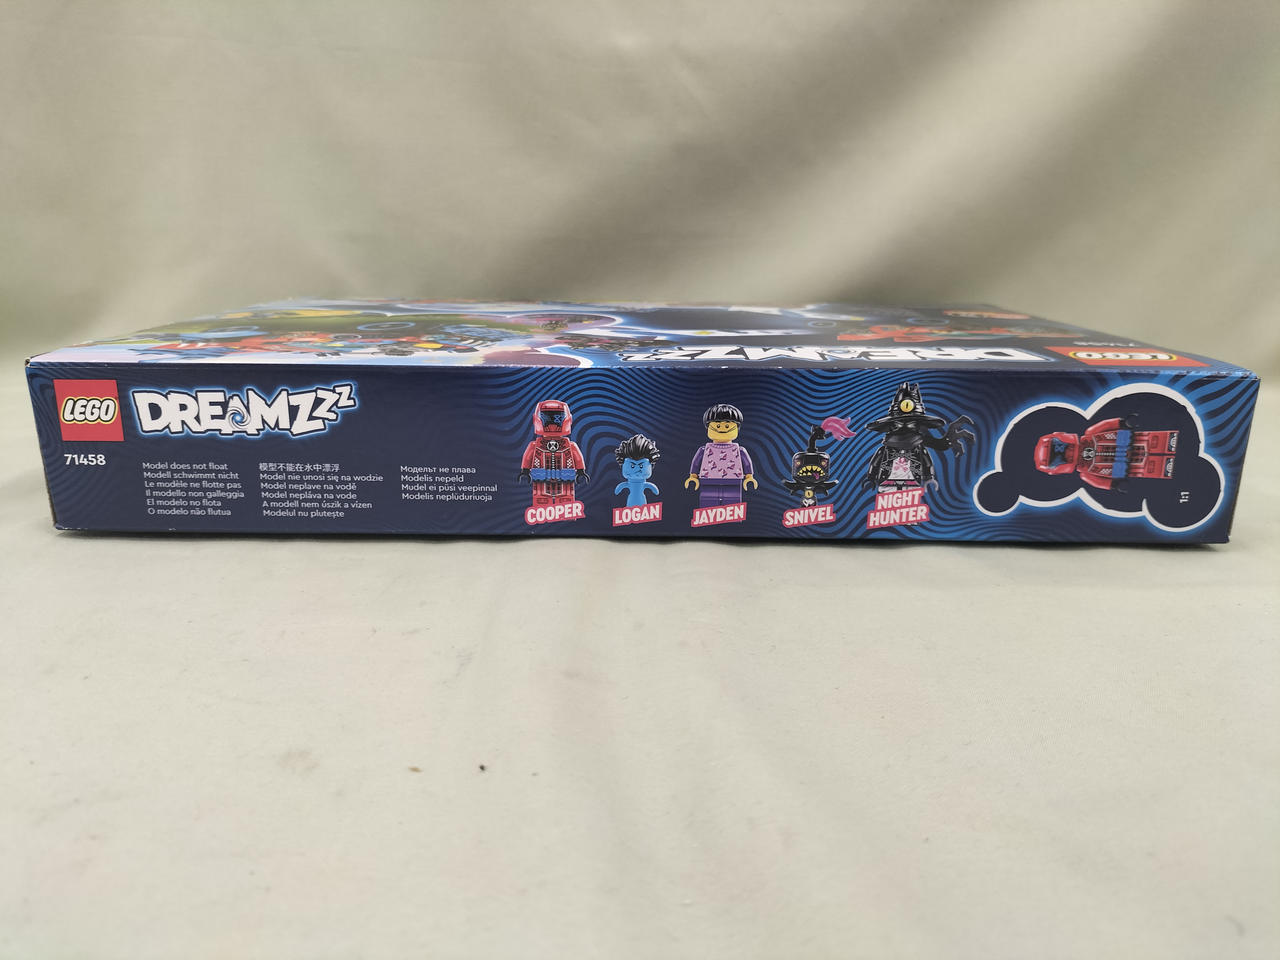 DREAMZzz
LEGO
71458
LEGO
DREAMZzz
71458
Model does not float
Modell schwimmt nicht
Le modèle ne flotte pas
Il modello non galleggia
El modelo no flota
O modelo não flutua
模型不能在水中漂浮
Model nie unosi się na wodzie
Model neplave na vodě
Model nepláva na vode
A modell nem úszik a vízen
Modelul nu plutește
Моделът не плава
Modelis nepeld
Mudel ei püsi veepinnal
Modelis neplūduriuoja
COOPER
LOGAN
JAYDEN
SNIVEL
NIGHT
HUNTER
1:1